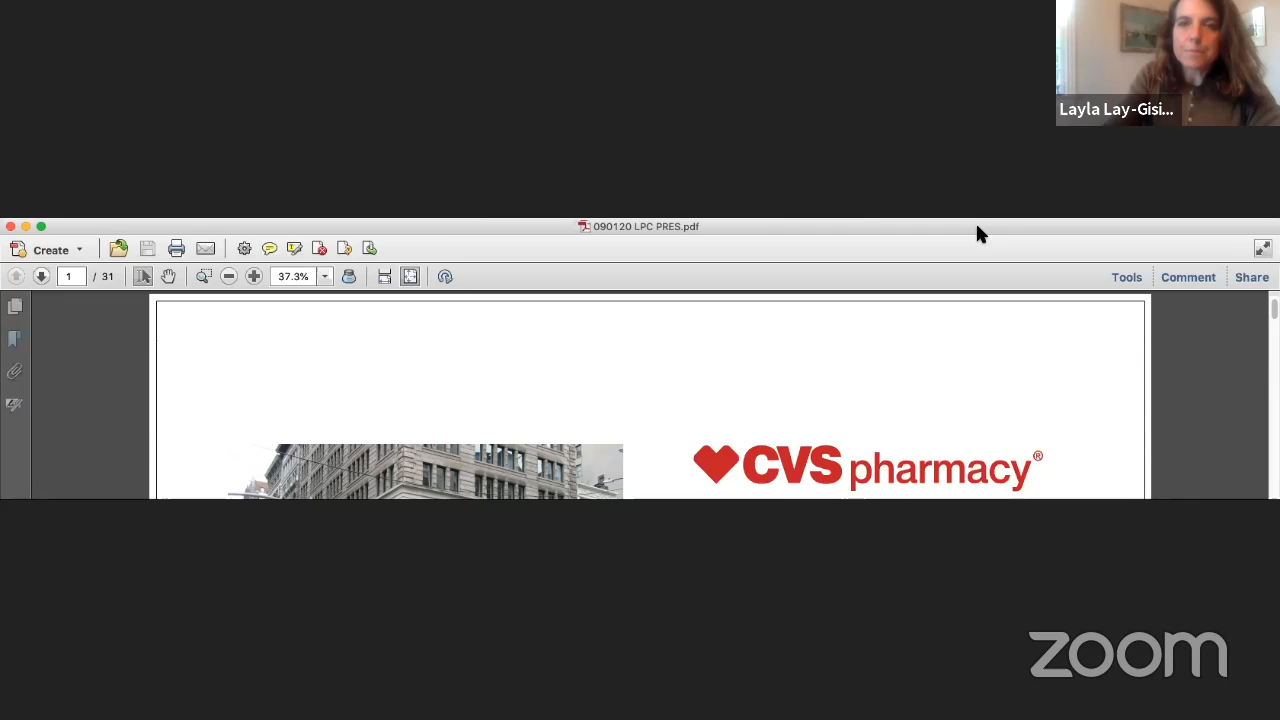 Layla Lay-Gisi...
090120 LPC PRES.pdf
Create
1 / 31
37.3%
Tools
Comment
Share
CVS pharmacy®
zoom